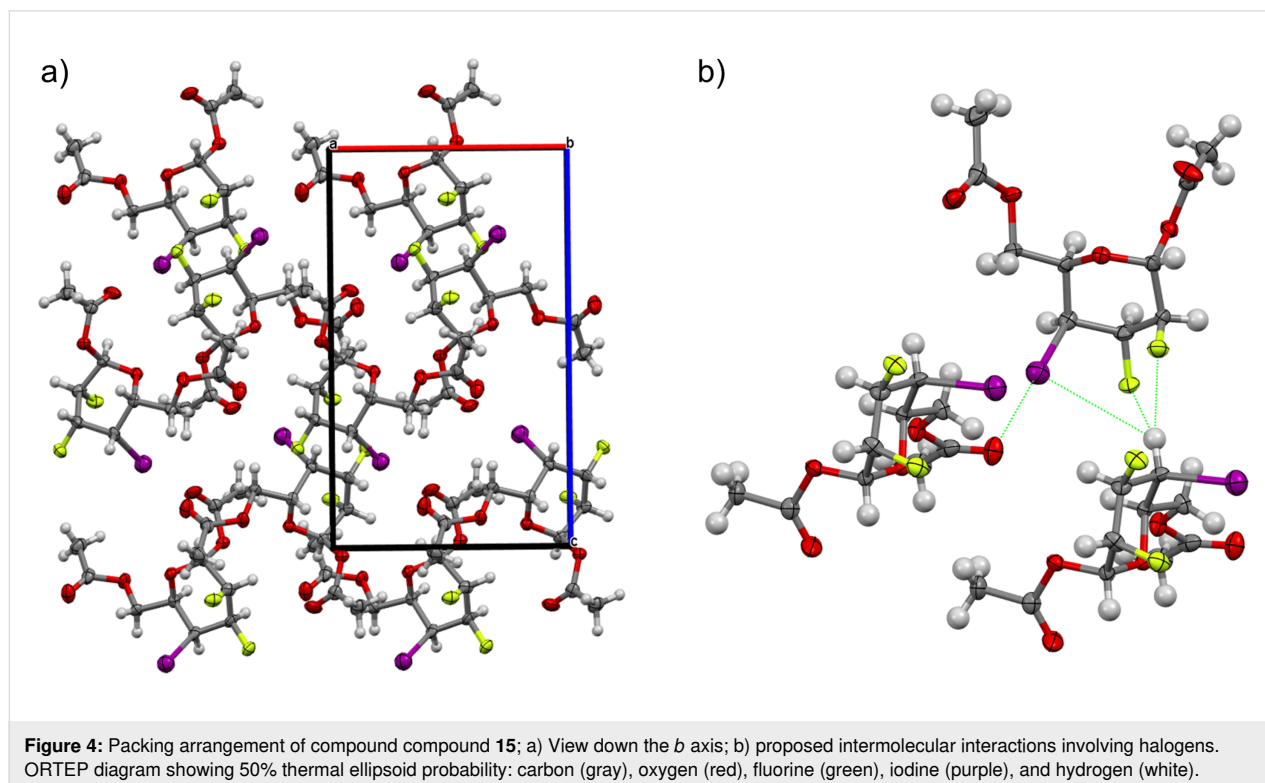 a)
b)
a
b
c
Figure 4: Packing arrangement of compound compound 15; a) View down the b axis; b) proposed intermolecular interactions involving halogens.
ORTEP diagram showing 50% thermal ellipsoid probability: carbon (gray), oxygen (red), fluorine (green), iodine (purple), and hydrogen (white).